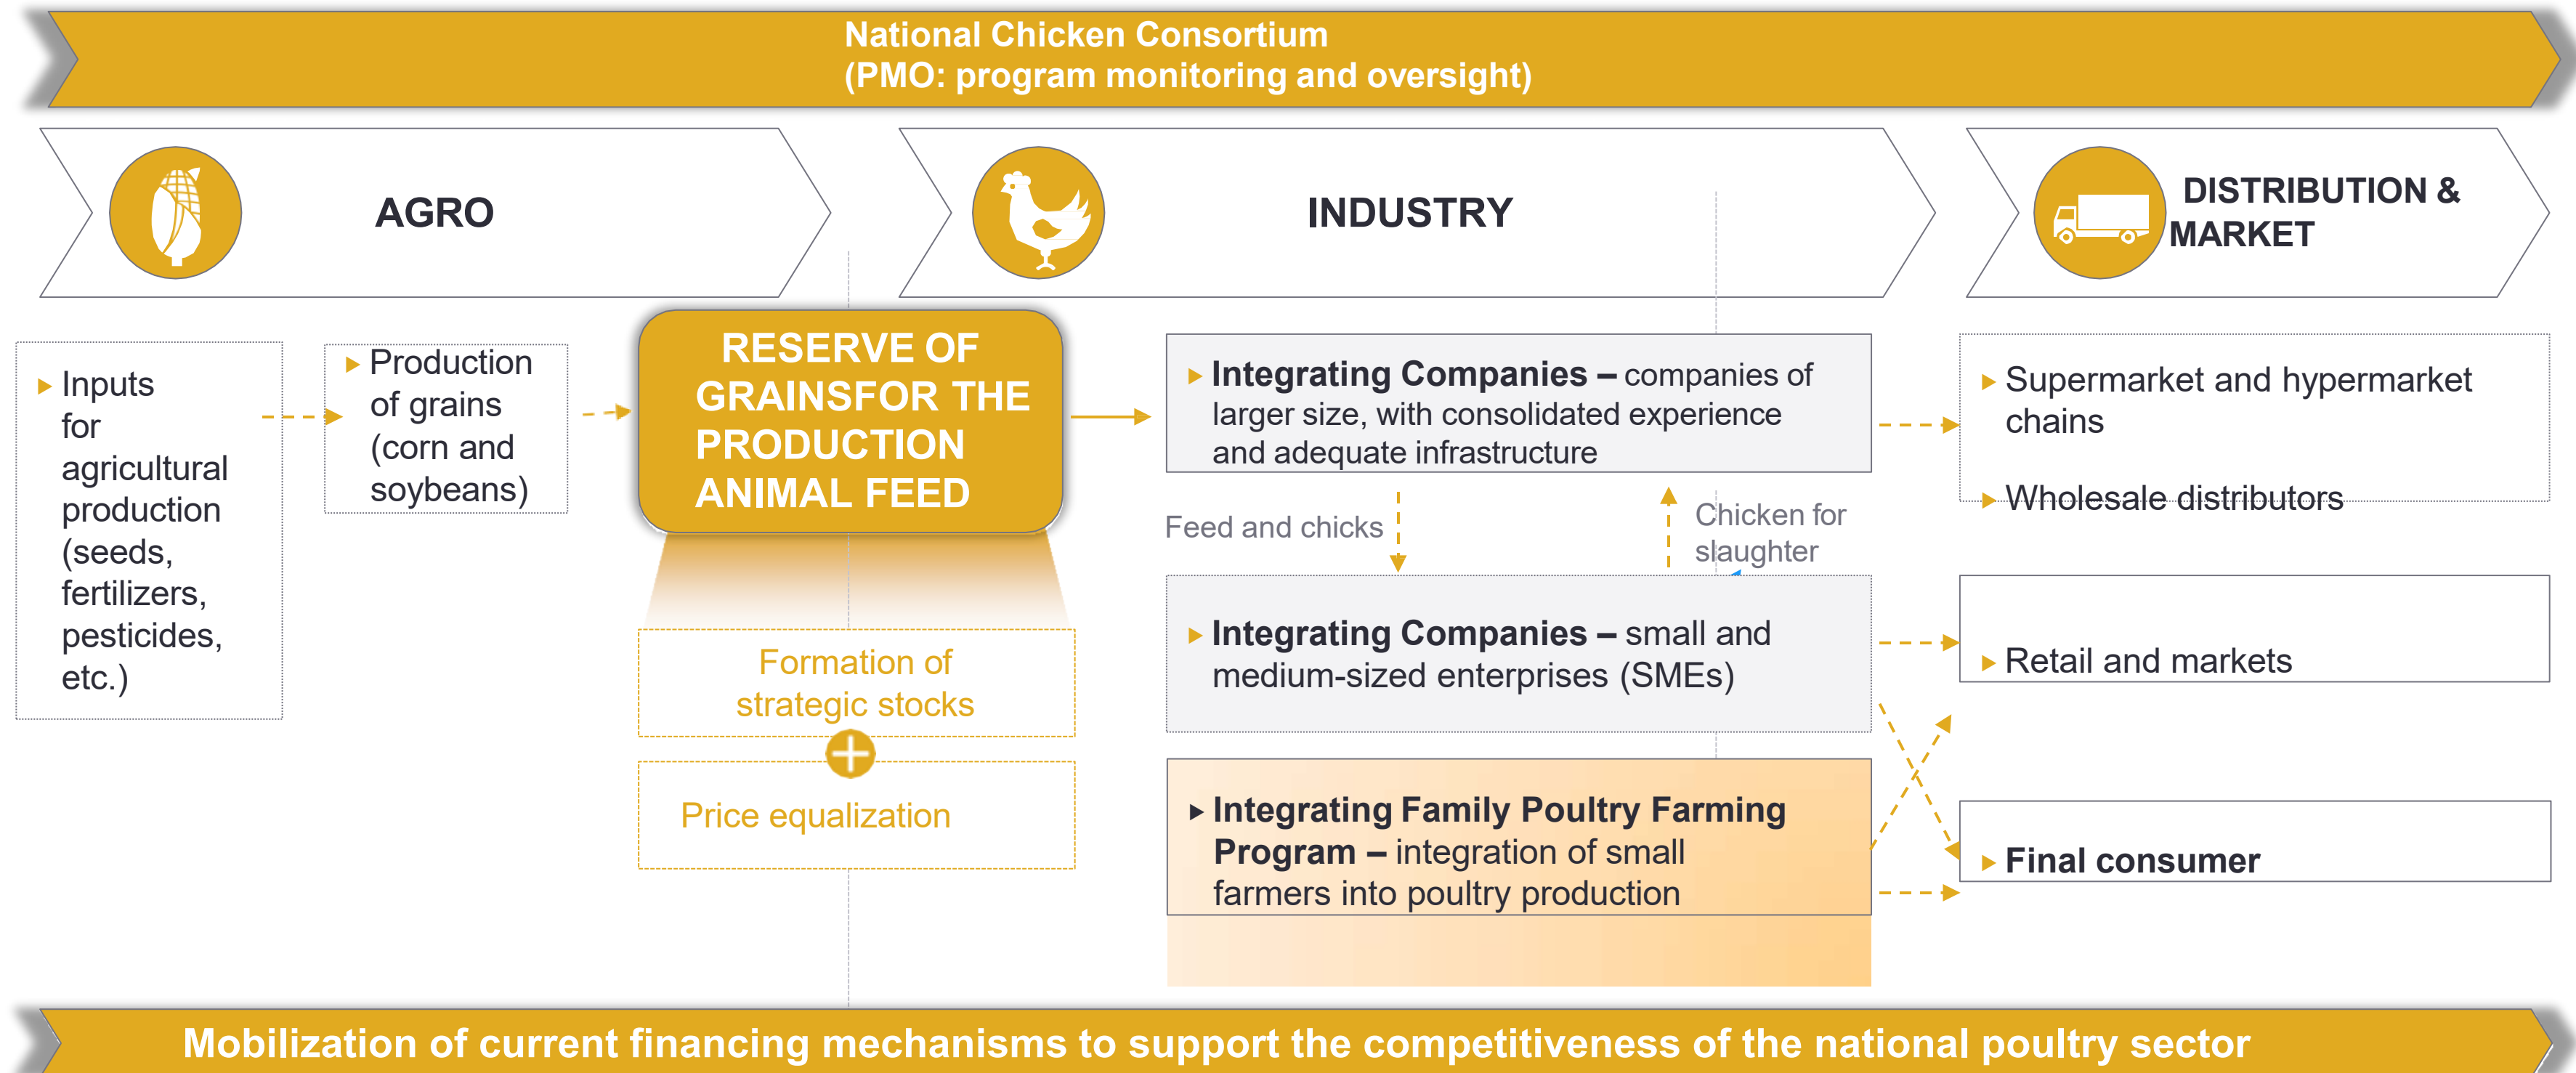 National Chicken Consortium
(PMO: program monitoring and oversight)
AGRO
INDUSTRY
DISTRIBUTION &
MARKET
Inputs
for
agricultural
production
(seeds,
fertilizers,
pesticides,
etc.)
Production
of grains
(corn and
soybeans)
RESERVE OF
GRAINSFOR THE
PRODUCTION
ANIMAL FEED
Formation of
strategic stocks
Price equalization
Integrating Companies – companies of
larger size, with consolidated experience
and adequate infrastructure
Feed and chicks
Chicken for
slaughter
Integrating Companies – small and
medium-sized enterprises (SMEs)
Integrating Family Poultry Farming
Program – integration of small
farmers into poultry production
Supermarket and hypermarket
chains
Wholesale distributors
Retail and markets
Final consumer
Mobilization of current financing mechanisms to support the competitiveness of the national poultry sector